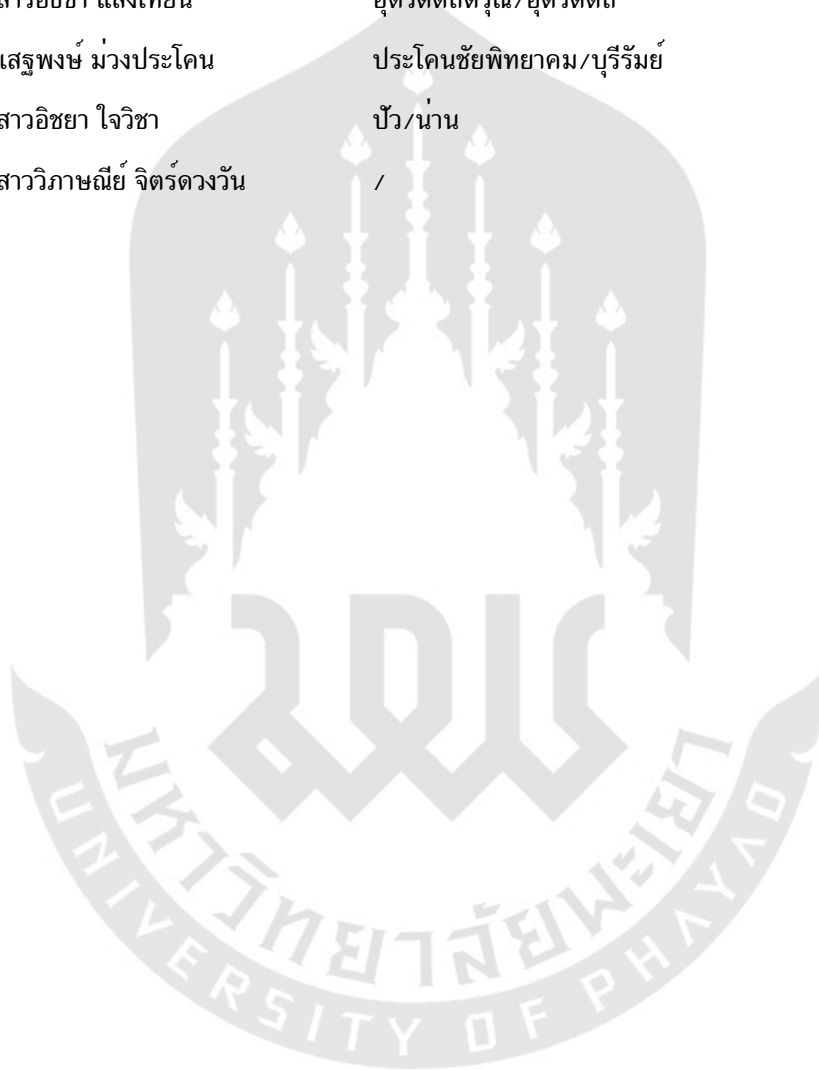 เสฐพงษ์ ม่วงประโคน ประโคนชัยพิทยาคม/บุรีรัมย์
สาวอิชยา ใจวิชา ปัว/น่าน
สาววิภาษณีย์ จิตร์ดวงวัน /
มหาวิทยาลัยพะเยา
UNIVERSITY OF PHAYAO